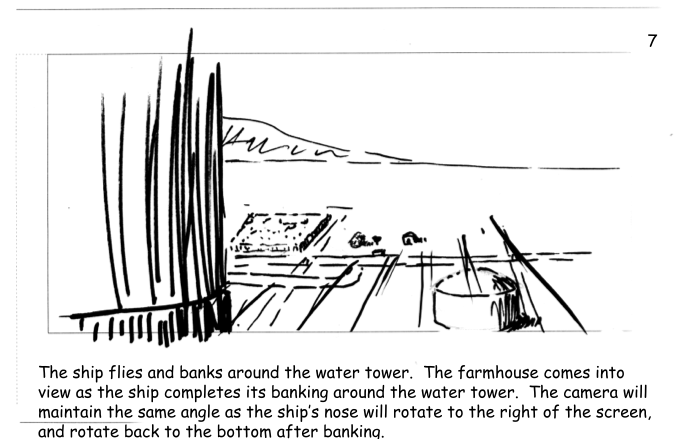 7
The ship flies and banks around the water tower.  The farmhouse comes into
view as the ship completes its banking around the water tower.  The camera will
maintain the same angle as the ship's nose will rotate to the right of the screen,
and rotate back to the bottom after banking.